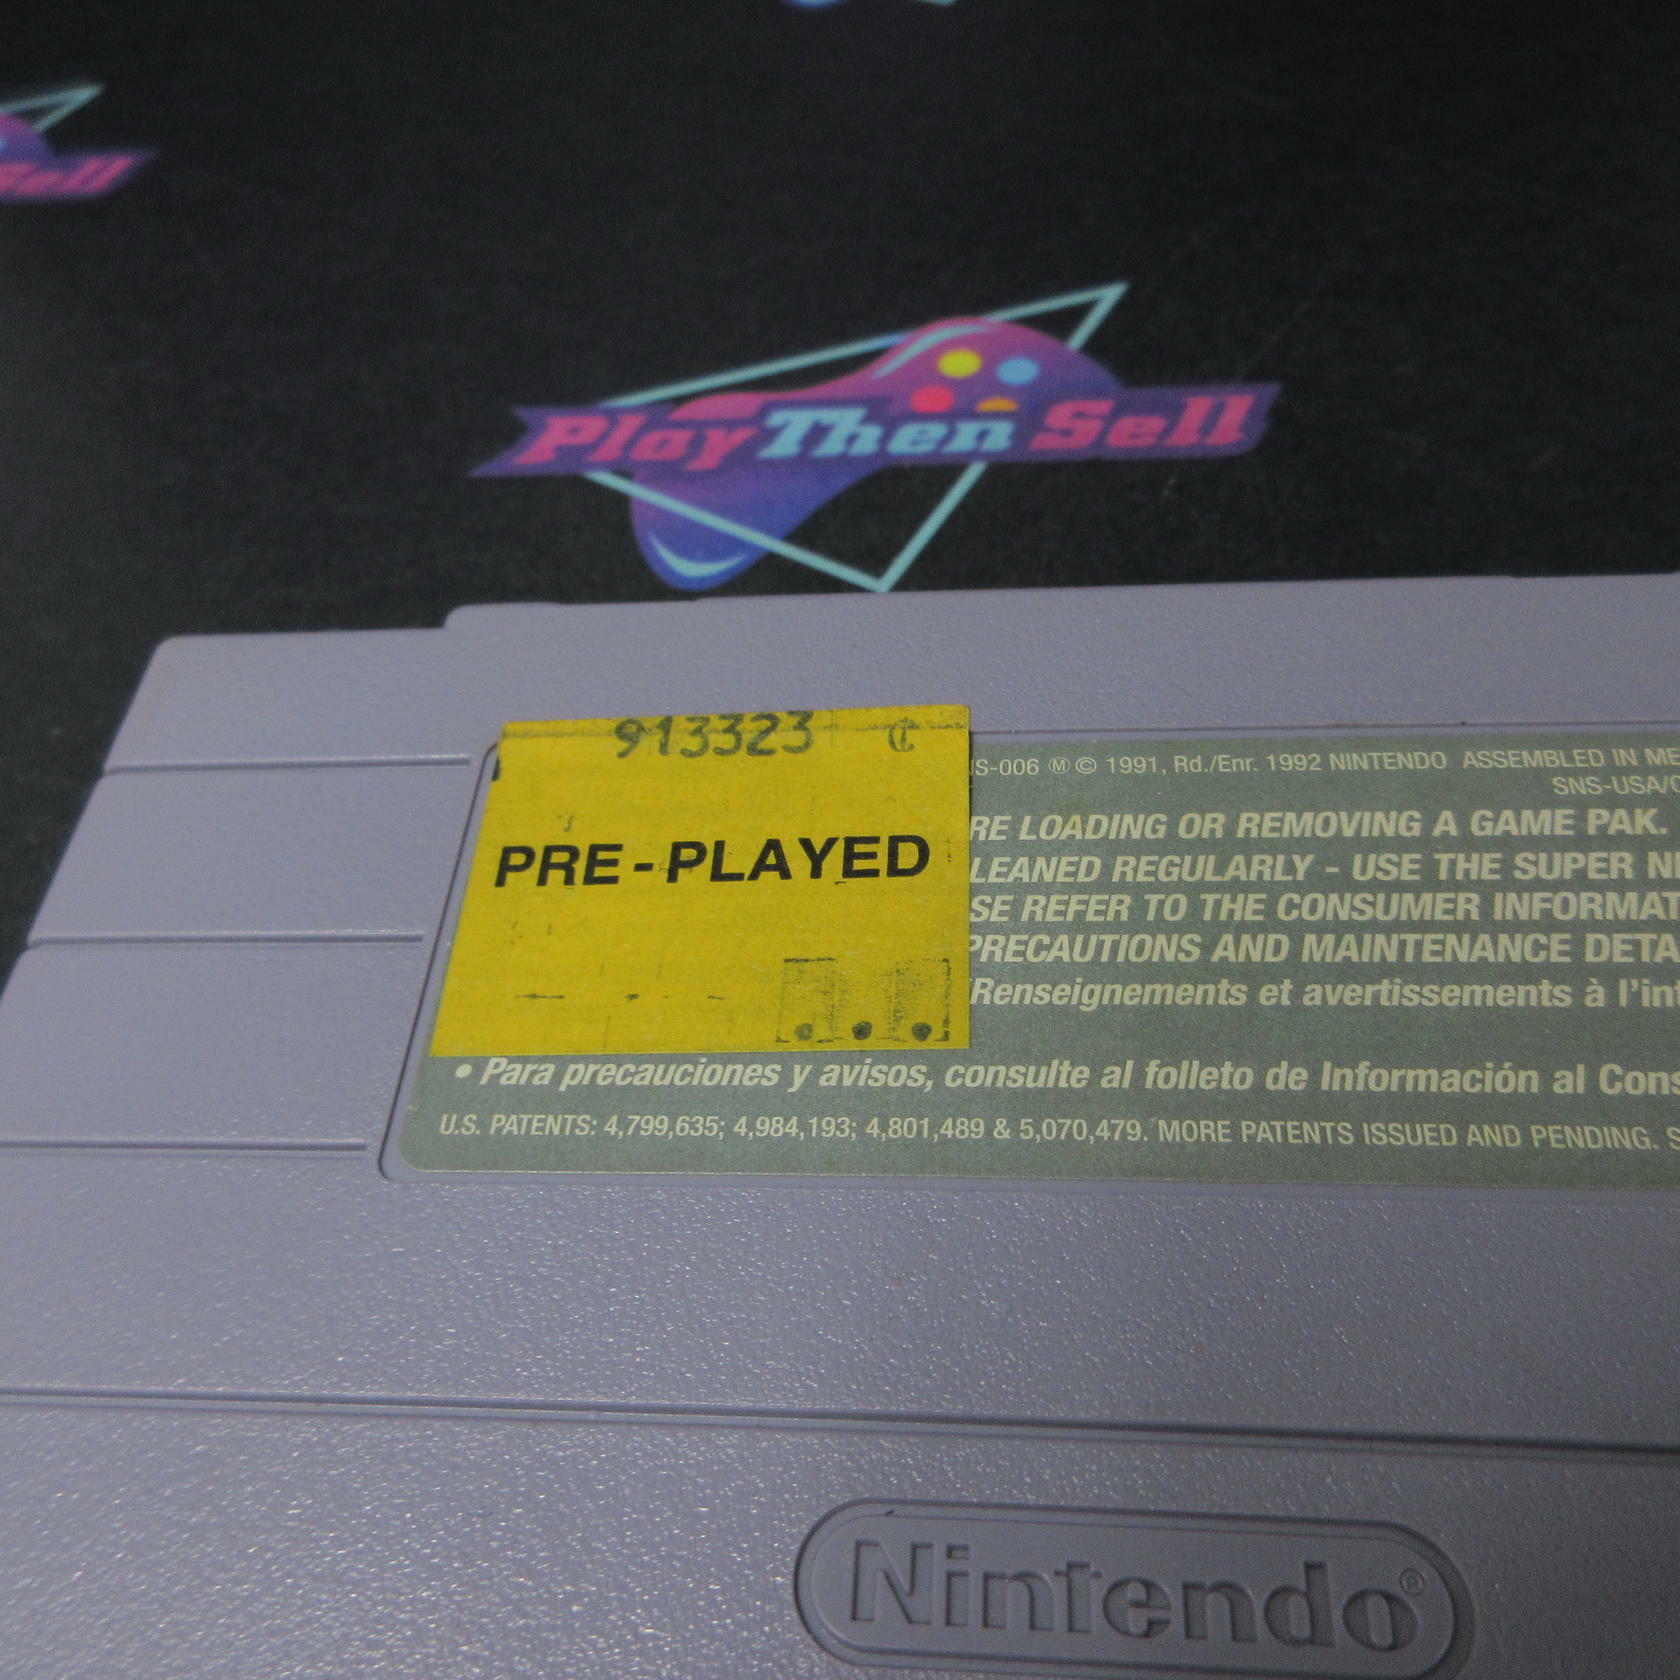 Sell
Play Then Sell
913323 C
PRE-PLAYED
S-006 Ⓜ © 1991, Rd./Enr. 1992 NINTENDO ASSEMBLED IN ME
SNS-USA/
RE LOADING OR REMOVING A GAME PAK.
LEANED REGULARLY - USE THE SUPER N
SE REFER TO THE CONSUMER INFORMAT
PRECAUTIONS AND MAINTENANCE DETA
Renseignements et avertissements à l'in
• Para precauciones y avisos, consulte al folleto de Información al Cons
U.S. PATENTS: 4,799,635; 4,984,193; 4,801,489 & 5,070,479. MORE PATENTS ISSUED AND PENDING. S
Nintendo®